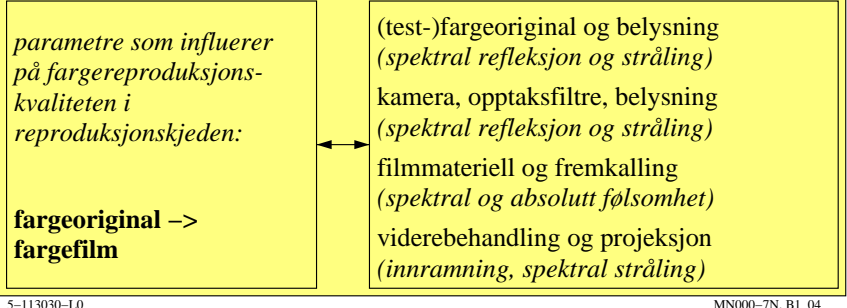 parametre som influerer
på fargereproduksjons-
kvaliteten i
reproduksjonskjeden:
fargeoriginal −>
fargefilm
(test-)fargeoriginal og belysning
(spektral refleksjon og stråling)
kamera, opptaksfiltre, belysning
(spektral refleksjon og stråling)
filmmateriell og fremkalling
(spektral og absolutt følsomhet)
viderebehandling og projeksjon
(innramning, spektral stråling)
5−113030−L0
MN000−7N, B1_04